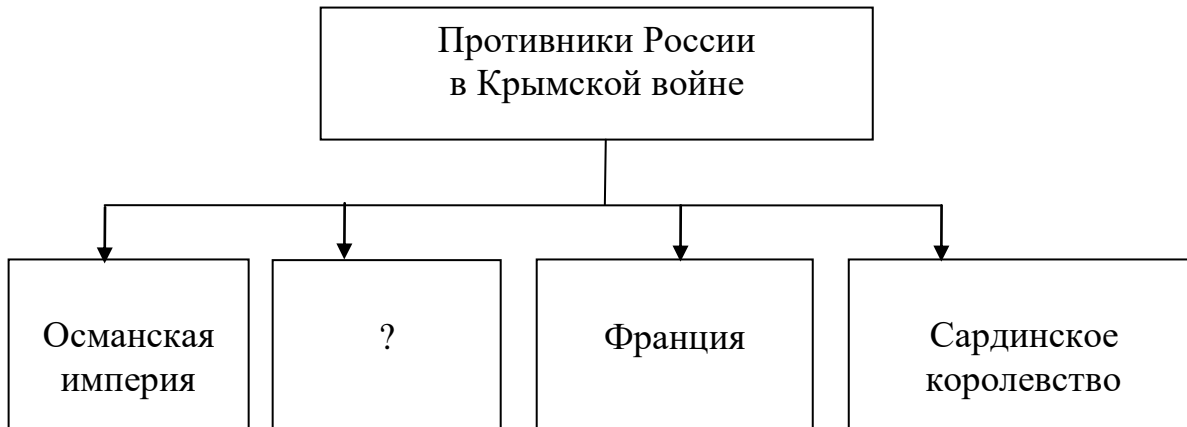 Противники России
в Крымской войне
Османская
империя
?
Франция
Сардинское
королевство